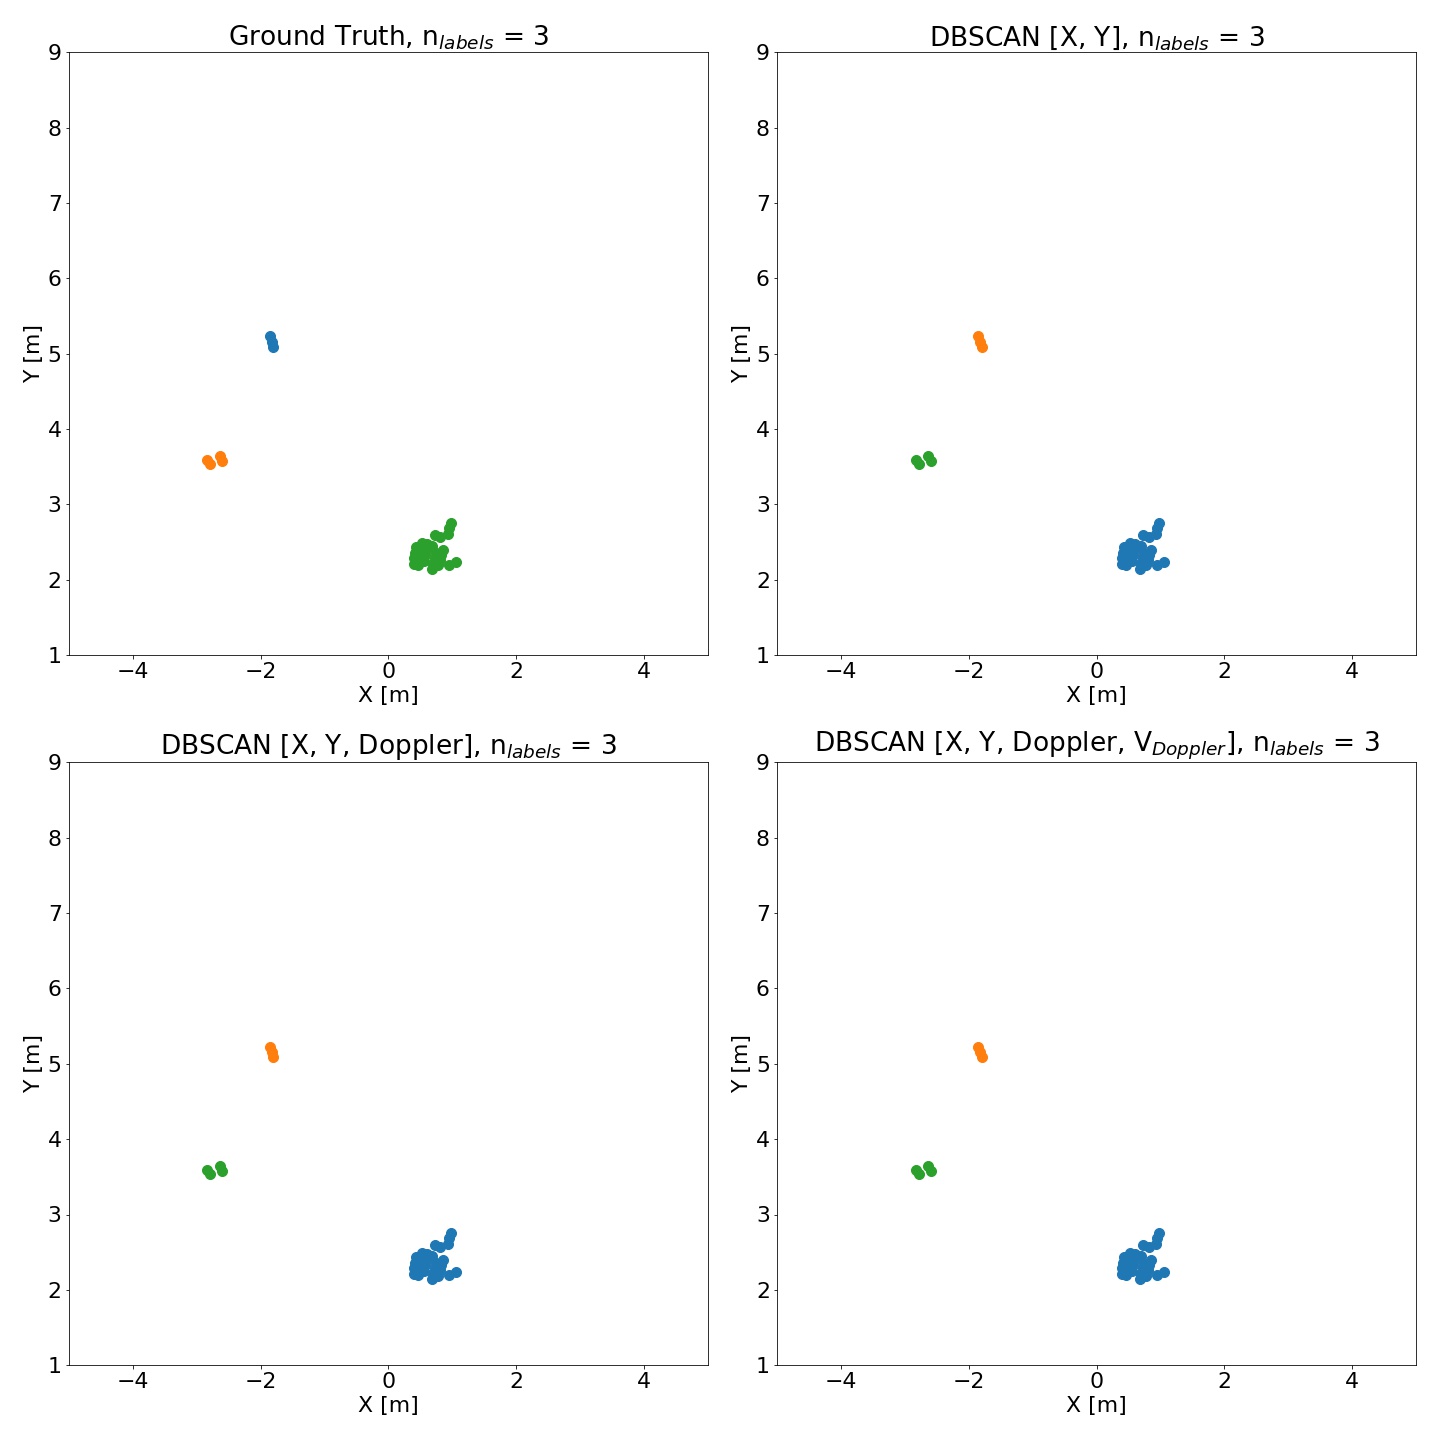 Ground Truth, n_labels = 3
9
8
7
6
5
4
3
2
1
Y [m]
−4 −2 0 2 4
X [m]
DBSCAN [X, Y], n_labels = 3
9
8
7
6
5
4
3
2
1
Y [m]
−4 −2 0 2 4
X [m]
DBSCAN [X, Y, Doppler], n_labels = 3
9
8
7
6
5
4
3
2
1
Y [m]
−4 −2 0 2 4
X [m]
DBSCAN [X, Y, Doppler, V_Doppler], n_labels = 3
9
8
7
6
5
4
3
2
1
Y [m]
−4 −2 0 2 4
X [m]